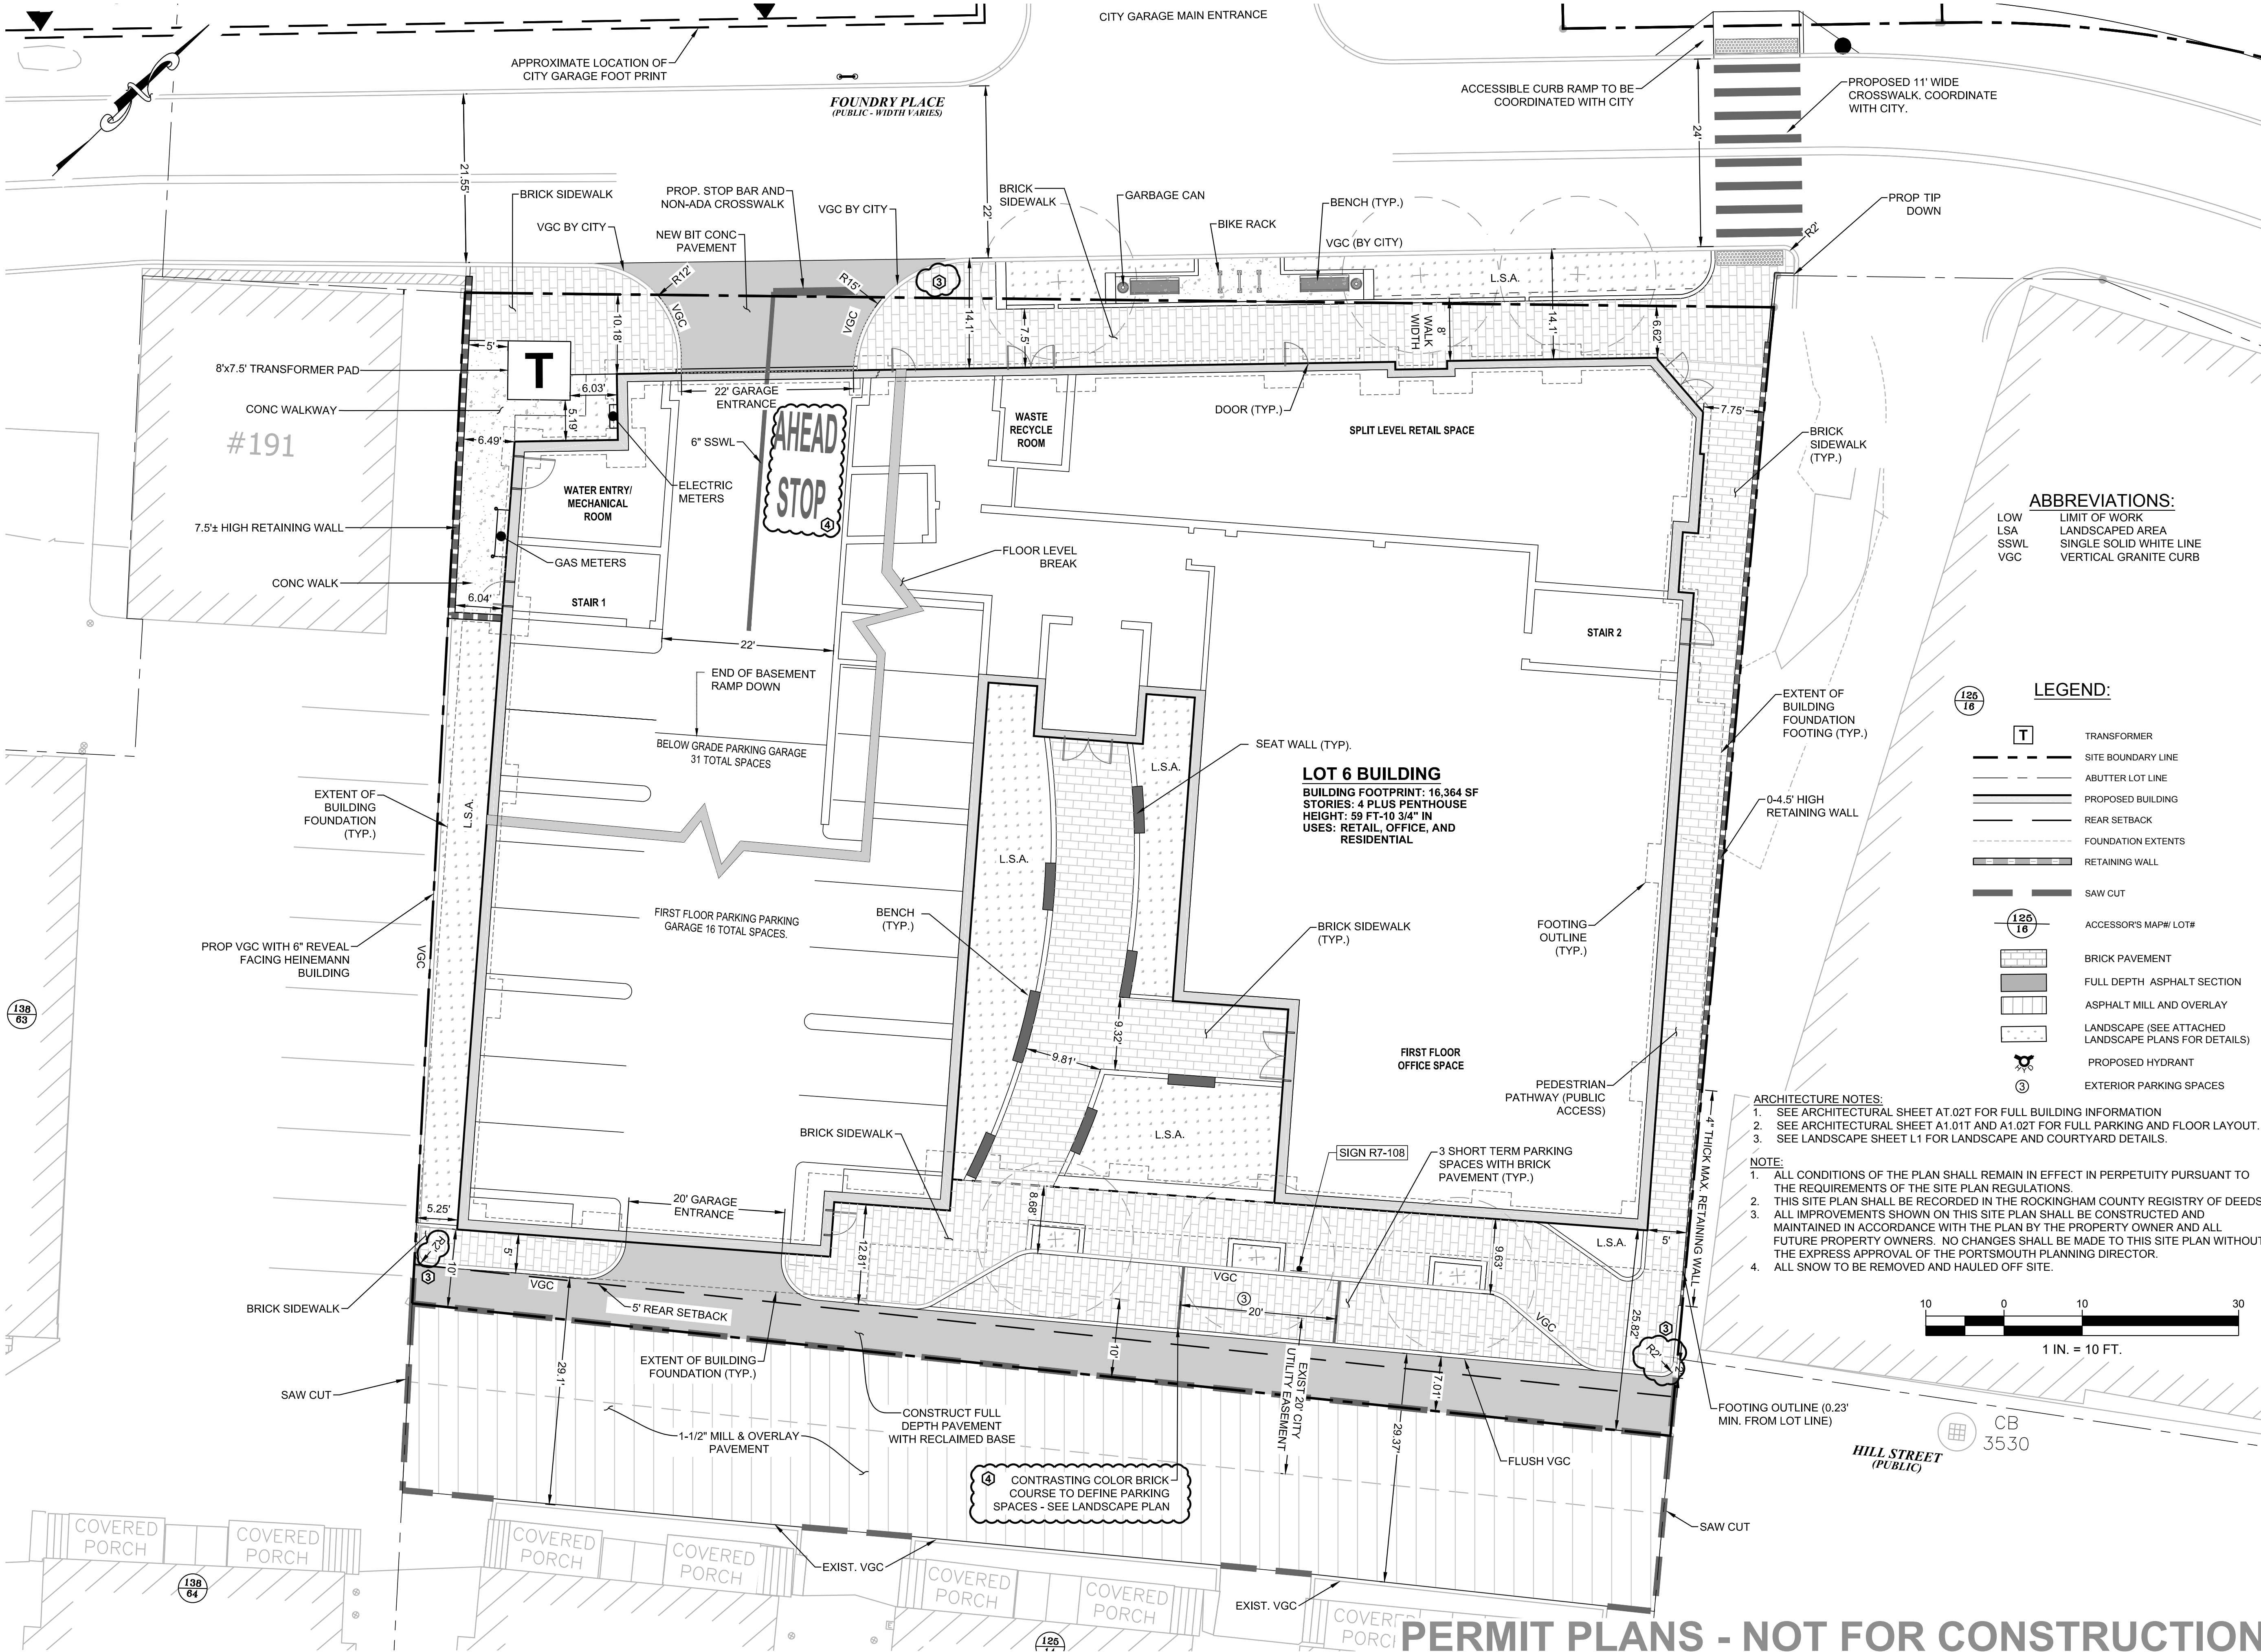 CITY GARAGE MAIN ENTRANCE
APPROXIMATE LOCATION OF
CITY GARAGE FOOT PRINT
FOUNDRY PLACE
(PUBLIC - WIDTH VARIES)
ACCESSIBLE CURB RAMP TO BE
COORDINATED WITH CITY
PROPOSED 11' WIDE
CROSSWALK. COORDINATE
WITH CITY.
24'
21.55'
22'
BRICK SIDEWALK
PROP. STOP BAR AND
NON-ADA CROSSWALK
VGC BY CITY
VGC BY CITY
NEW BIT CONC
PAVEMENT
BRICK
SIDEWALK
GARBAGE CAN
BIKE RACK
BENCH (TYP.)
VGC (BY CITY)
PROP TIP
DOWN
R2'
R12'
R15'
3
L.S.A.
VGC
VGC
10.18'
14.1'
7.5'
8'
WALK
WIDTH
14.1'
6.62'
5'
8'x7.5' TRANSFORMER PAD
T
6.03'
22' GARAGE
ENTRANCE
CONC WALKWAY
5.19'
6.49'
#191
6" SSWL
AHEAD
STOP
4
WASTE
RECYCLE
ROOM
DOOR (TYP.)
SPLIT LEVEL RETAIL SPACE
7.75'
BRICK
SIDEWALK
(TYP.)
WATER ENTRY/
MECHANICAL
ROOM
ELECTRIC
METERS
7.5'± HIGH RETAINING WALL
GAS METERS
FLOOR LEVEL
BREAK
CONC WALK
6.04'
STAIR 1
STAIR 2
22'
END OF BASEMENT
RAMP DOWN
BELOW GRADE PARKING GARAGE
31 TOTAL SPACES
SEAT WALL (TYP).
L.S.A.
LOT 6 BUILDING
BUILDING FOOTPRINT: 16,364 SF
STORIES: 4 PLUS PENTHOUSE
HEIGHT: 59 FT-10 3/4" IN
USES: RETAIL, OFFICE, AND
RESIDENTIAL
EXTENT OF
BUILDING
FOUNDATION
FOOTING (TYP.)
0-4.5' HIGH
RETAINING WALL
EXTENT OF
BUILDING
FOUNDATION
(TYP.)
L.S.A.
L.S.A.
FIRST FLOOR PARKING PARKING
GARAGE 16 TOTAL SPACES.
BENCH
(TYP.)
BRICK SIDEWALK
(TYP.)
FOOTING
OUTLINE
(TYP.)
PROP VGC WITH 6" REVEAL
FACING HEINEMANN
BUILDING
VGC
138
63
9.32'
9.81'
FIRST FLOOR
OFFICE SPACE
PEDESTRIAN
PATHWAY (PUBLIC
ACCESS)
L.S.A.
BRICK SIDEWALK
SIGN R7-108
3 SHORT TERM PARKING
SPACES WITH BRICK
PAVEMENT (TYP.)
4" THICK MAX. RETAINING WALL
20' GARAGE
ENTRANCE
5.25'
8.68'
R2'
3
10'
5'
12.81'
9.63'
L.S.A.
5'
VGC
VGC
3
20'
VGC
25.82'
BRICK SIDEWALK
5' REAR SETBACK
29.1'
EXTENT OF BUILDING
FOUNDATION (TYP.)
10'
EXIST 20' CITY
UTILITY EASEMENT
7.01'
29.37'
3
R2'
2'
SAW CUT
CONSTRUCT FULL
DEPTH PAVEMENT
WITH RECLAIMED BASE
1-1/2" MILL & OVERLAY
PAVEMENT
4
CONTRASTING COLOR BRICK
COURSE TO DEFINE PARKING
SPACES - SEE LANDSCAPE PLAN
FLUSH VGC
FOOTING OUTLINE (0.23'
MIN. FROM LOT LINE)
CB
3530
HILL STREET
(PUBLIC)
SAW CUT
COVERED
PORCH
COVERED
PORCH
COVERED
PORCH
COVERED
PORCH
COVERED
PORCH
COVERED
PORCH
EXIST. VGC
EXIST. VGC
138
64
125
ABBREVIATIONS:
LOW LIMIT OF WORK
LSA LANDSCAPED AREA
SSWL SINGLE SOLID WHITE LINE
VGC VERTICAL GRANITE CURB
125
16
LEGEND:
T TRANSFORMER
SITE BOUNDARY LINE
ABUTTER LOT LINE
PROPOSED BUILDING
REAR SETBACK
FOUNDATION EXTENTS
RETAINING WALL
SAW CUT
125
16
ACCESSOR'S MAP#/ LOT#
BRICK PAVEMENT
FULL DEPTH ASPHALT SECTION
ASPHALT MILL AND OVERLAY
LANDSCAPE (SEE ATTACHED
LANDSCAPE PLANS FOR DETAILS)
PROPOSED HYDRANT
3 EXTERIOR PARKING SPACES
ARCHITECTURE NOTES:
1. SEE ARCHITECTURAL SHEET AT.02T FOR FULL BUILDING INFORMATION
2. SEE ARCHITECTURAL SHEET A1.01T AND A1.02T FOR FULL PARKING AND FLOOR LAYOUT.
3. SEE LANDSCAPE SHEET L1 FOR LANDSCAPE AND COURTYARD DETAILS.
NOTE:
1. ALL CONDITIONS OF THE PLAN SHALL REMAIN IN EFFECT IN PERPETUITY PURSUANT TO
THE REQUIREMENTS OF THE SITE PLAN REGULATIONS.
2. THIS SITE PLAN SHALL BE RECORDED IN THE ROCKINGHAM COUNTY REGISTRY OF DEEDS
3. ALL IMPROVEMENTS SHOWN ON THIS SITE PLAN SHALL BE CONSTRUCTED AND
MAINTAINED IN ACCORDANCE WITH THE PLAN BY THE PROPERTY OWNER AND ALL
FUTURE PROPERTY OWNERS. NO CHANGES SHALL BE MADE TO THIS SITE PLAN WITHOUT
THE EXPRESS APPROVAL OF THE PORTSMOUTH PLANNING DIRECTOR.
4. ALL SNOW TO BE REMOVED AND HAULED OFF SITE.
10 0 10 30
1 IN. = 10 FT.
PERMIT PLANS - NOT FOR CONSTRUCTION